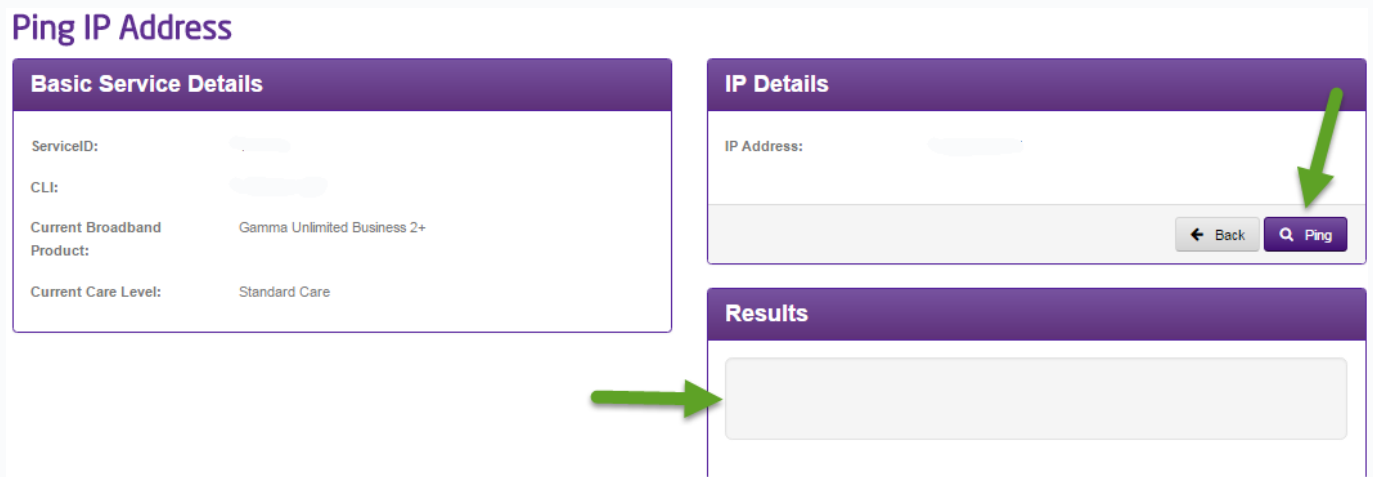 Ping IP Address
Basic Service Details
ServiceID:
CLI:
Current Broadband Product:
Gamma Unlimited Business 2+
Current Care Level:
Standard Care
IP Details
IP Address:
Back
Ping
Results